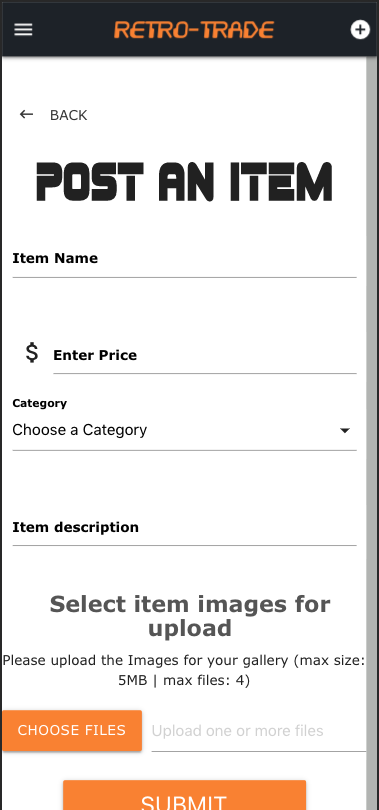 RETRO-TRADE
BACK
POST AN ITEM
Item Name
$ Enter Price
Category
Choose a Category
Item description
Select item images for
upload
Please upload the Images for your gallery (max size:
5MB | max files: 4)
CHOOSE FILES Upload one or more files
SUBMIT